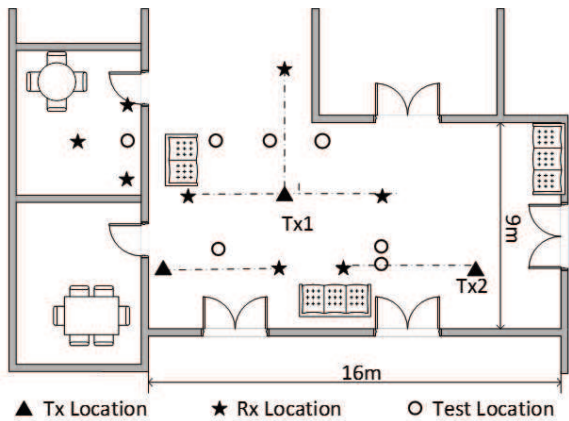 Tx1
9m
Tx2
16m
Tx Location
Rx Location
Test Location